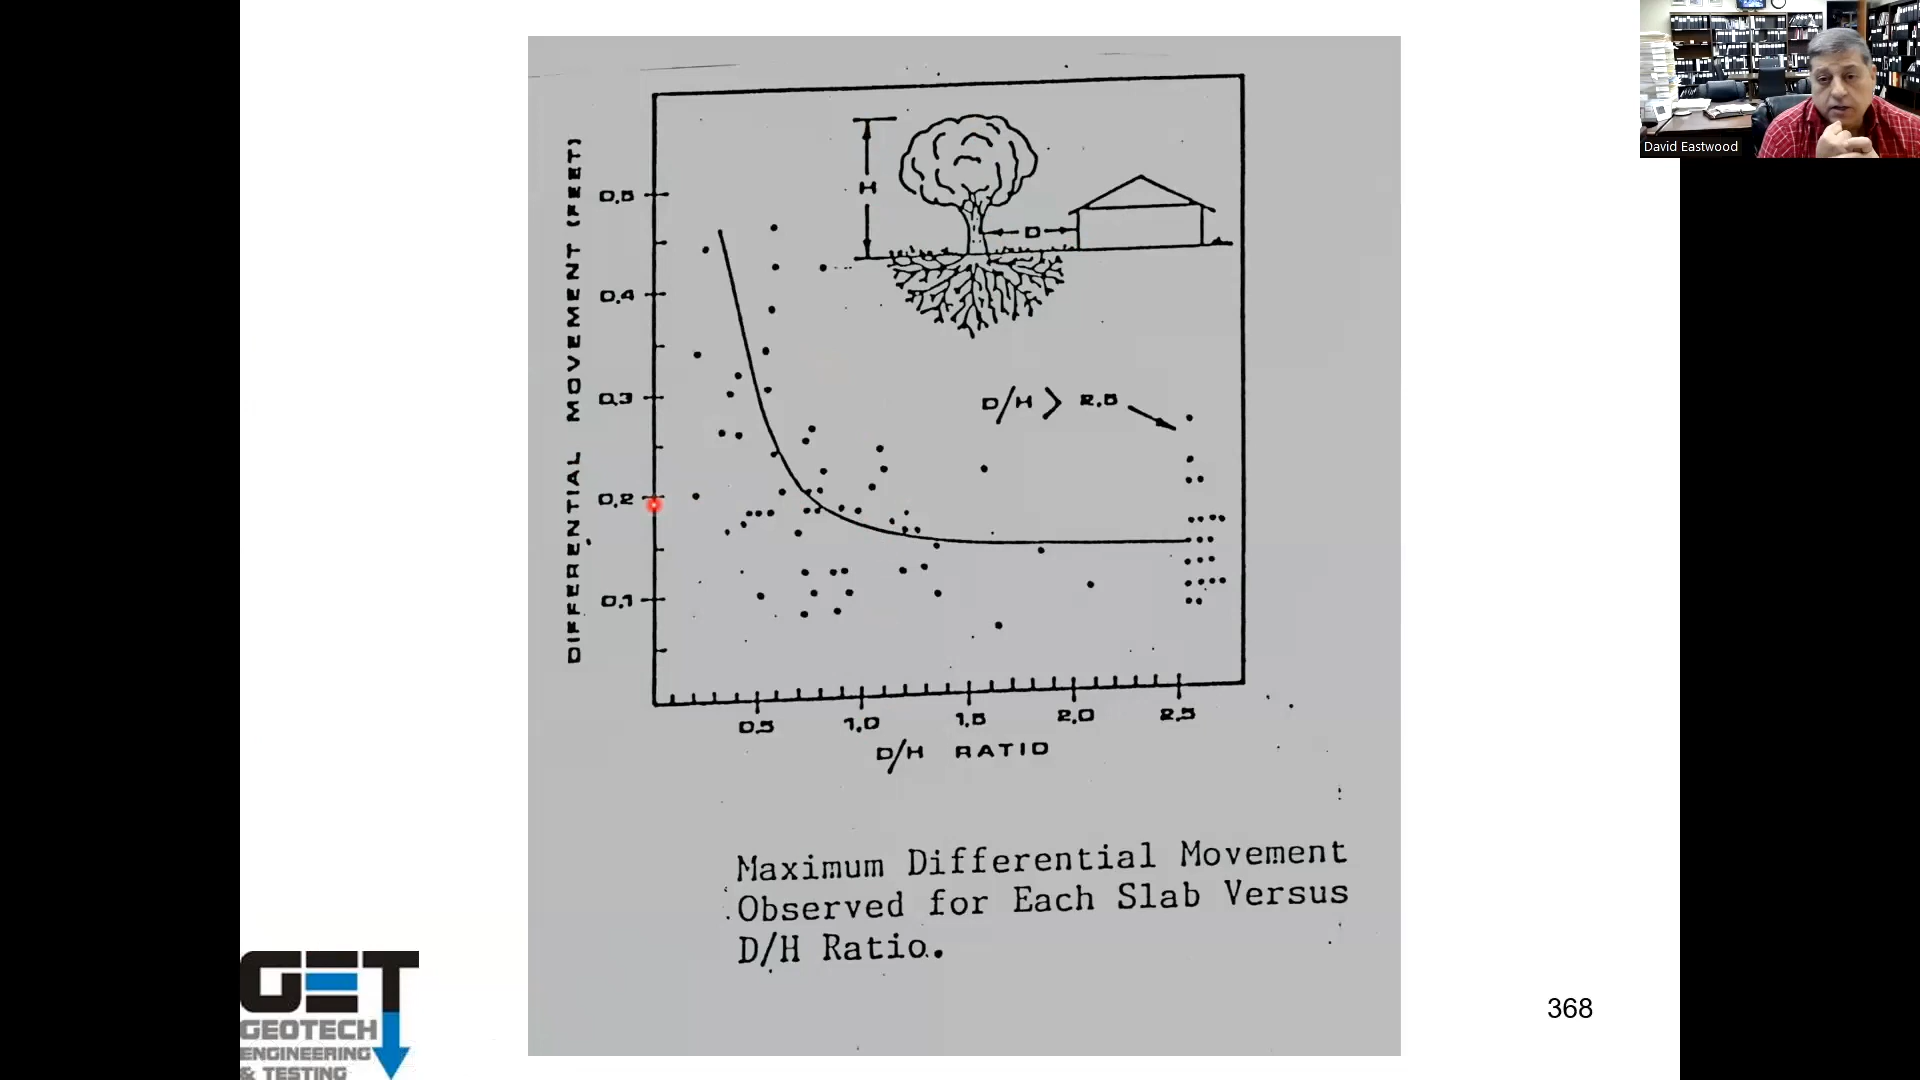 David Eastwood
DIFFERENTIAL MOVEMENT (FEET)
0.5
0.4
0.3
0.2
0.1
H
D
D/H > 2.5
0.5
1.0
1.5
2.0
2.5
D/H RATIO
Maximum Differential Movement
Observed for Each Slab Versus
D/H Ratio.
GET
GEOTECH
ENGINEERING
& TESTING
368